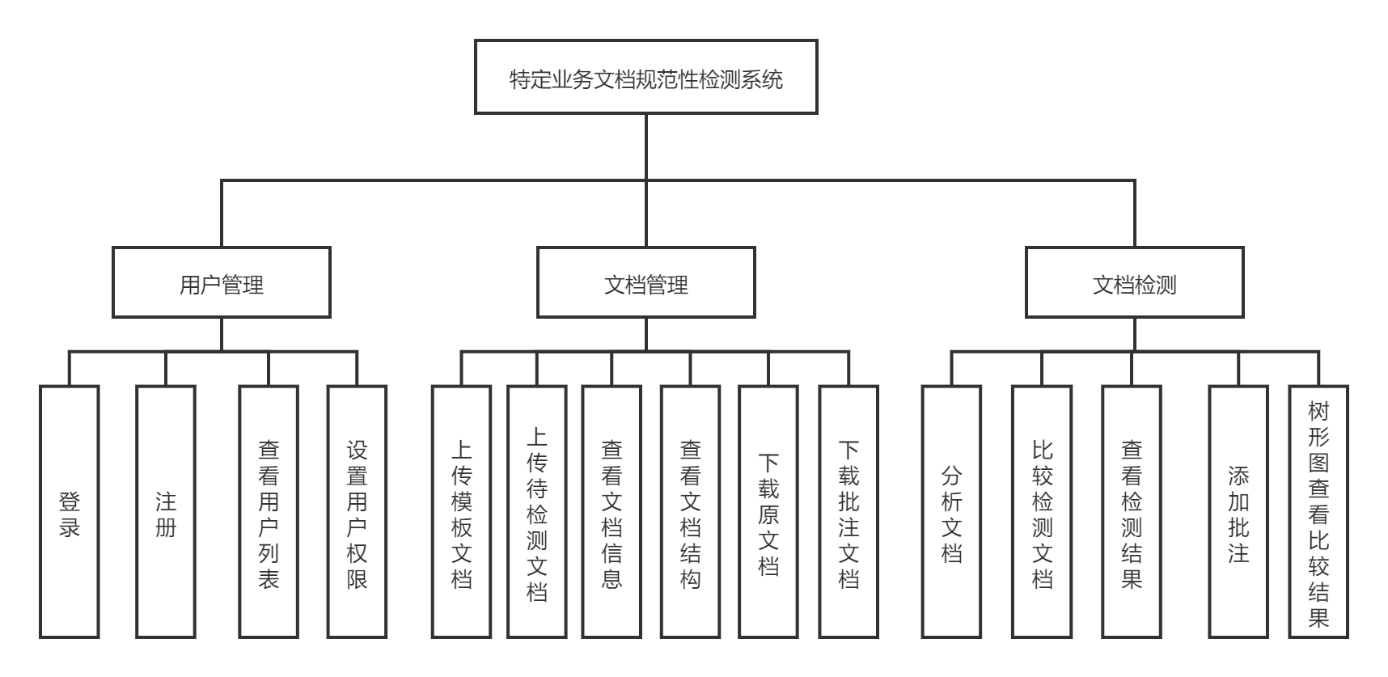 特定业务文档规范性检测系统
用户管理
文档管理
文档检测
登录
注册
查看用户列表
设置用户权限
上传模板文档
上传待检测文档
查看文档信息
查看文档结构
下载原文档
下载批注文档
分析文档
比较检测文档
查看检测结果
添加批注
树形图查看比较结果